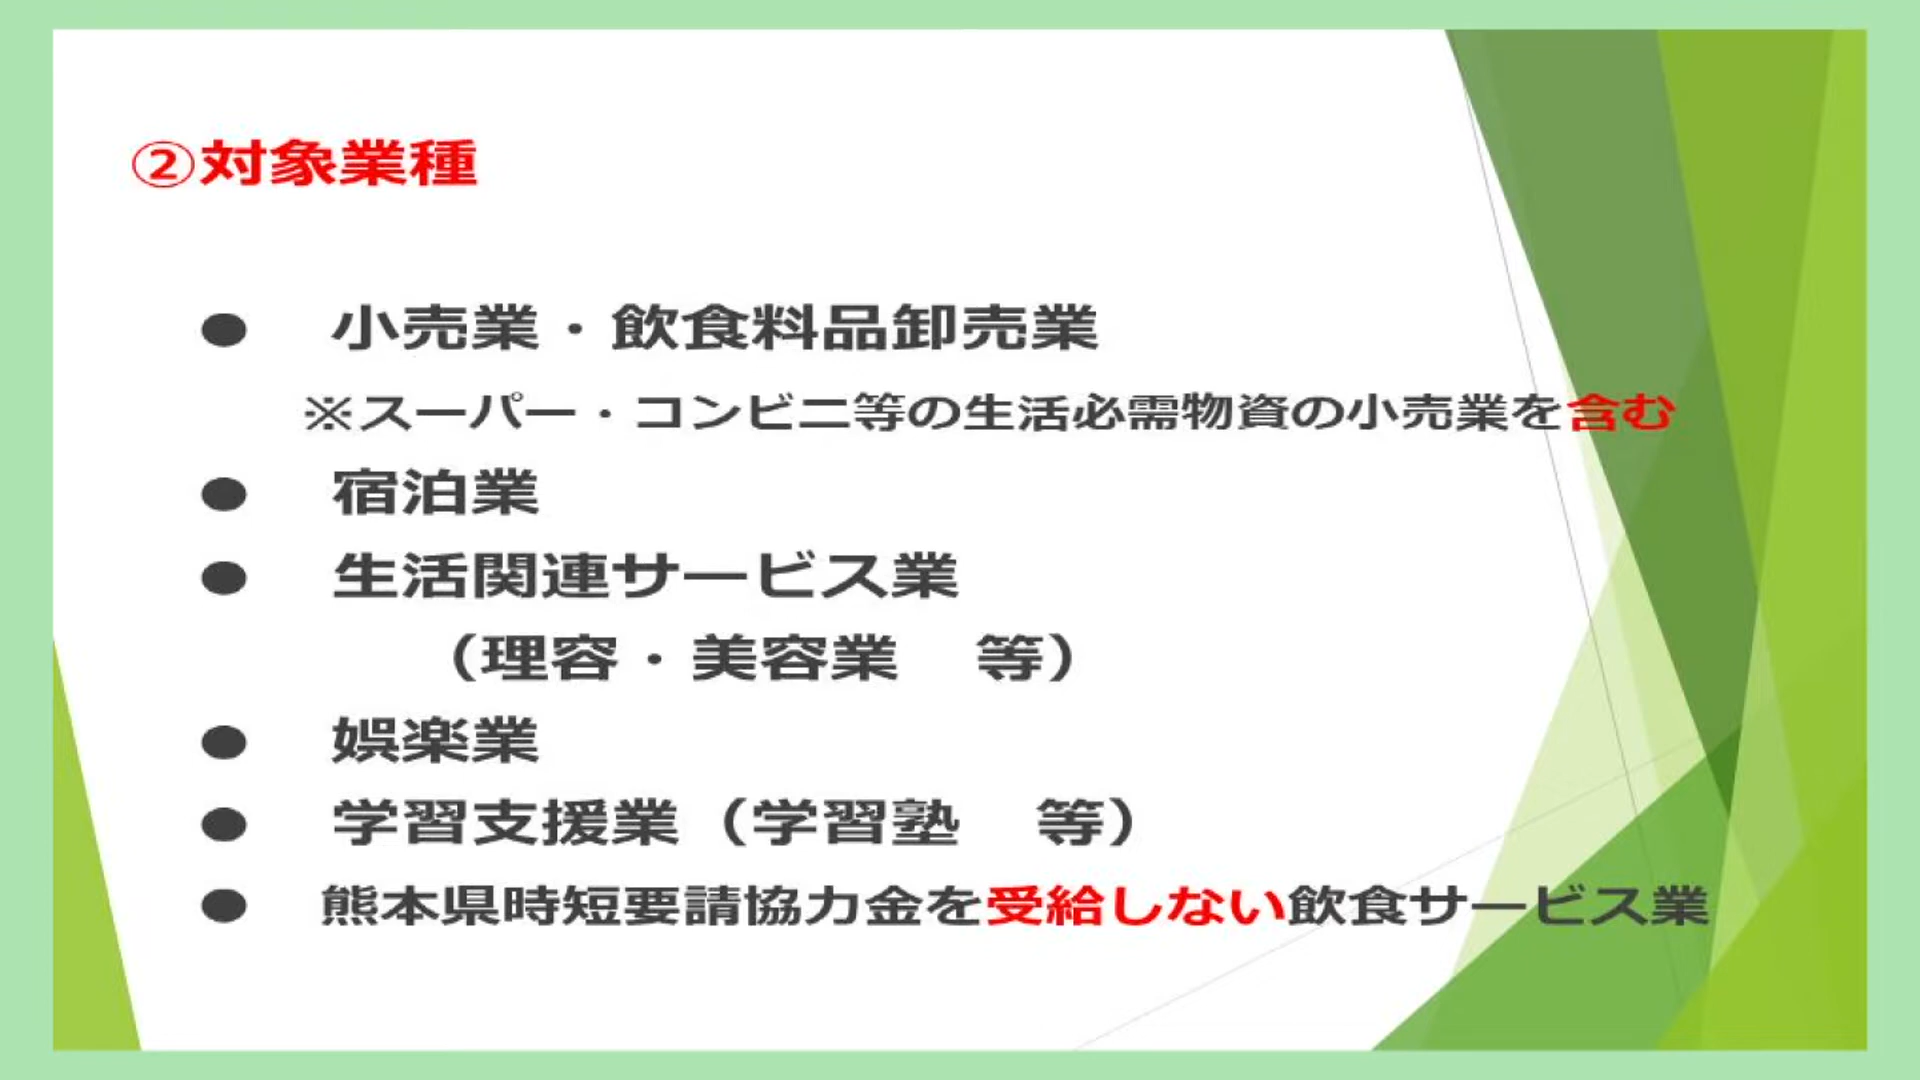 ②対象業種
● 小売業・飲食料品卸売業
※スーパー・コンビニ等の生活必需物資の小売業を含む
● 宿泊業
● 生活関連サービス業
（理容・美容業　等）
● 娯楽業
● 学習支援業（学習塾　等）
● 熊本県時短要請協力金を受給しない飲食サービス業